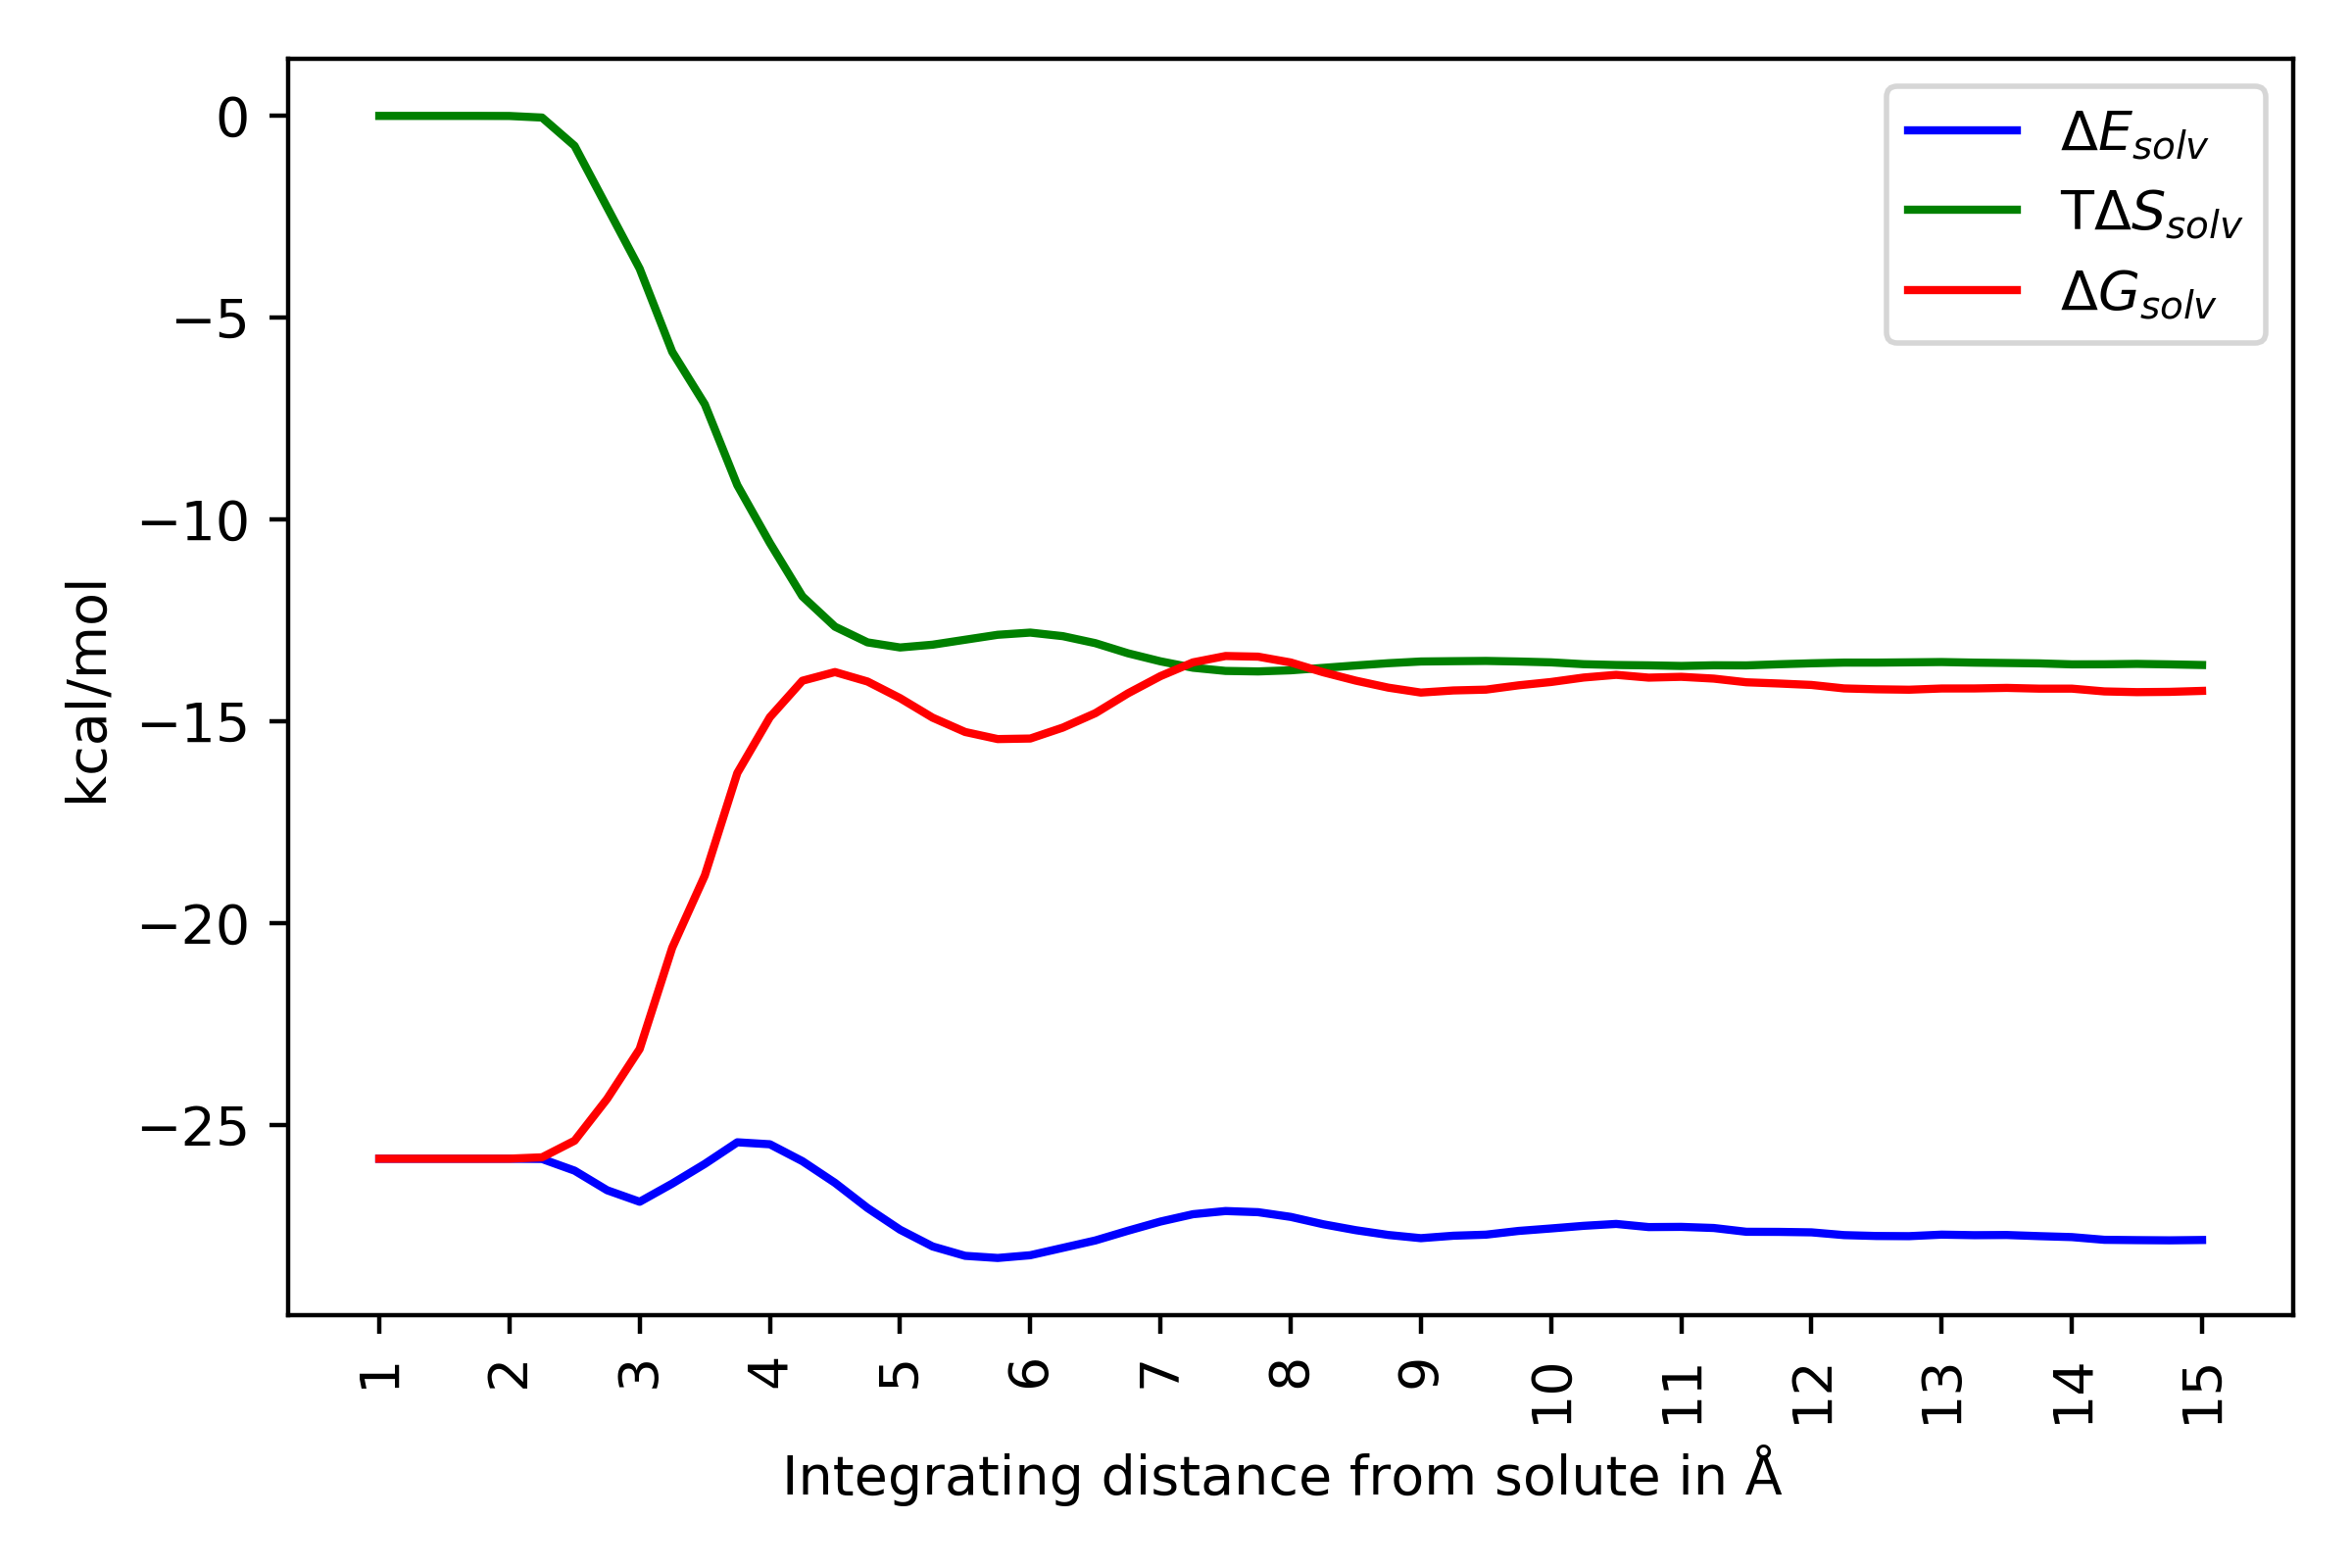 ΔE_solv
TΔS_solv
ΔG_solv
0
−5
−10
−15
−20
−25
kcal/mol
1 2 3 4 5 6 7 8 9 10 11 12 13 14 15
Integrating distance from solute in Å